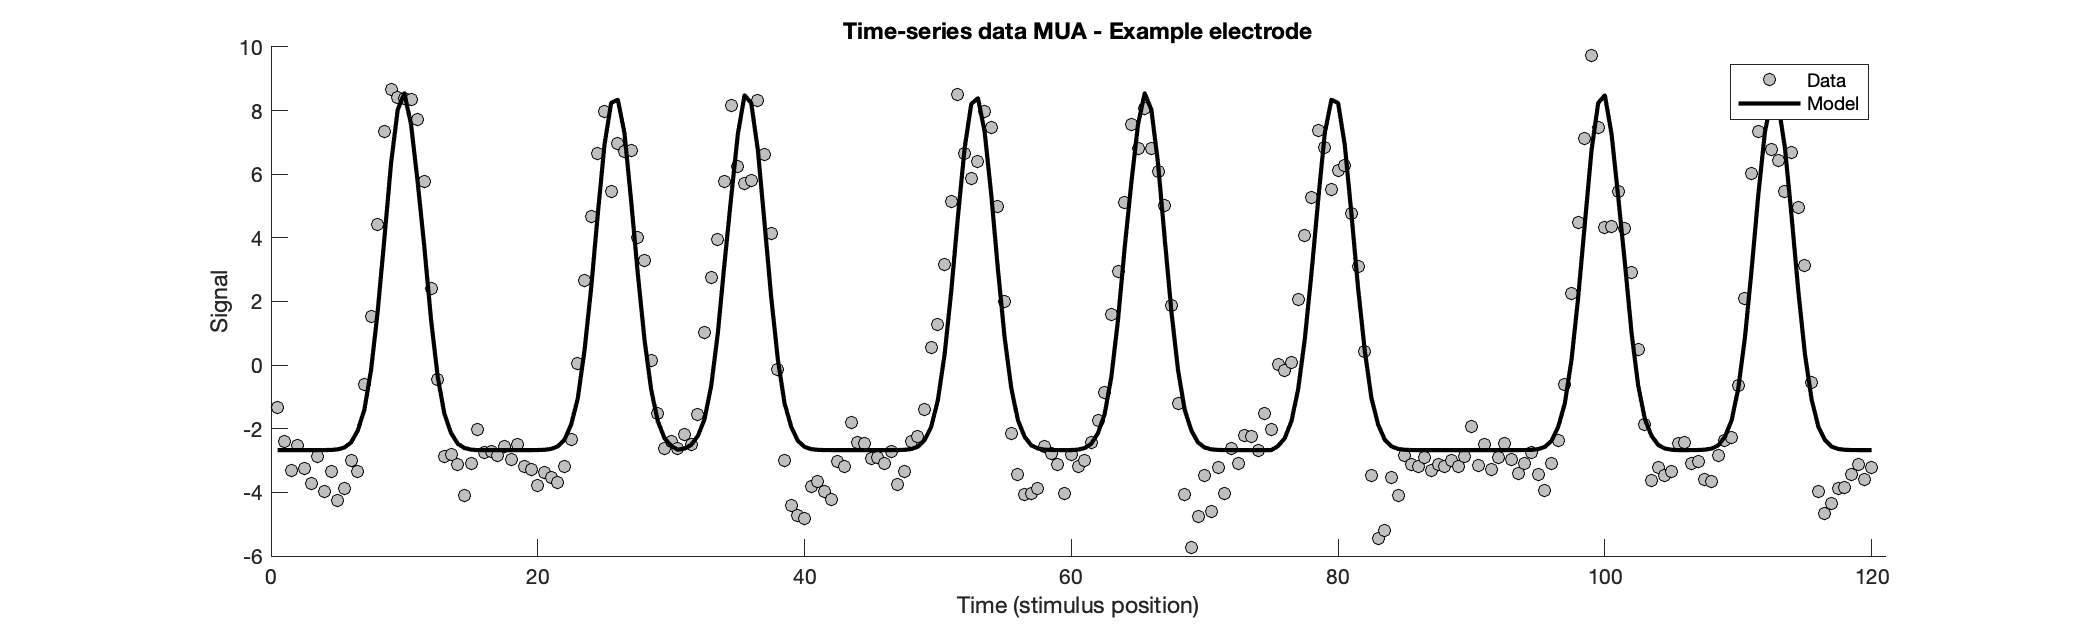 Time-series data MUA - Example electrode
10
8
6
4
2
0
-2
-4
-6
Signal
Data
Model
0 20 40 60 80 100 120
Time (stimulus position)